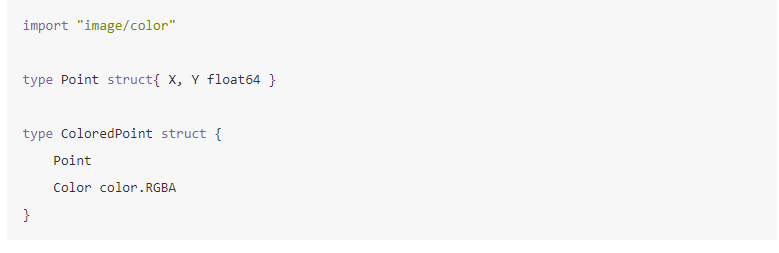 import "image/color"
type Point struct{ X, Y float64 }
type ColoredPoint struct {
    Point
    Color color.RGBA
}